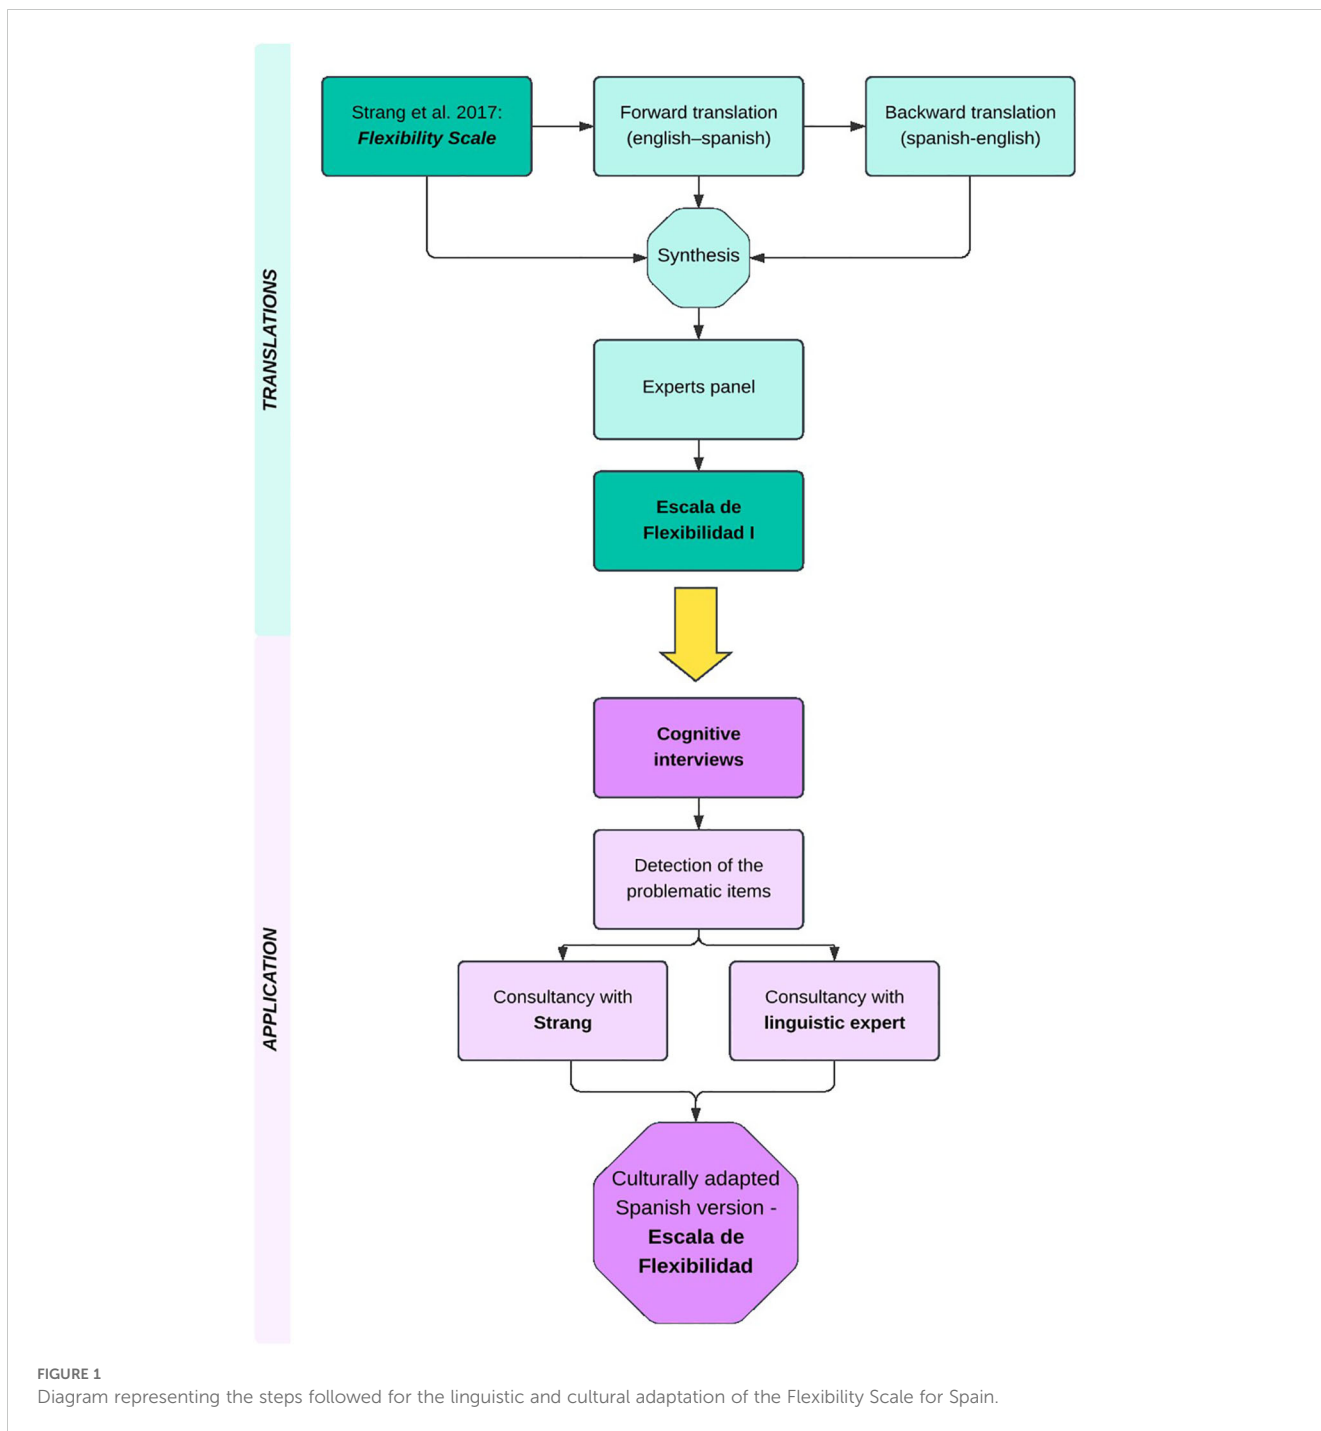 TRANSLATIONS
Strang et al. 2017:
Flexibility Scale
Forward translation
(english–spanish)
Backward translation
(spanish-english)
Synthesis
Experts panel
Escala de
Flexibilidad I
APPLICATION
Cognitive
interviews
Detection of the
problematic items
Consultancy with
Strang
Consultancy with
linguistic expert
Culturally adapted
Spanish version -
Escala de
Flexibilidad
FIGURE 1
Diagram representing the steps followed for the linguistic and cultural adaptation of the Flexibility Scale for Spain.